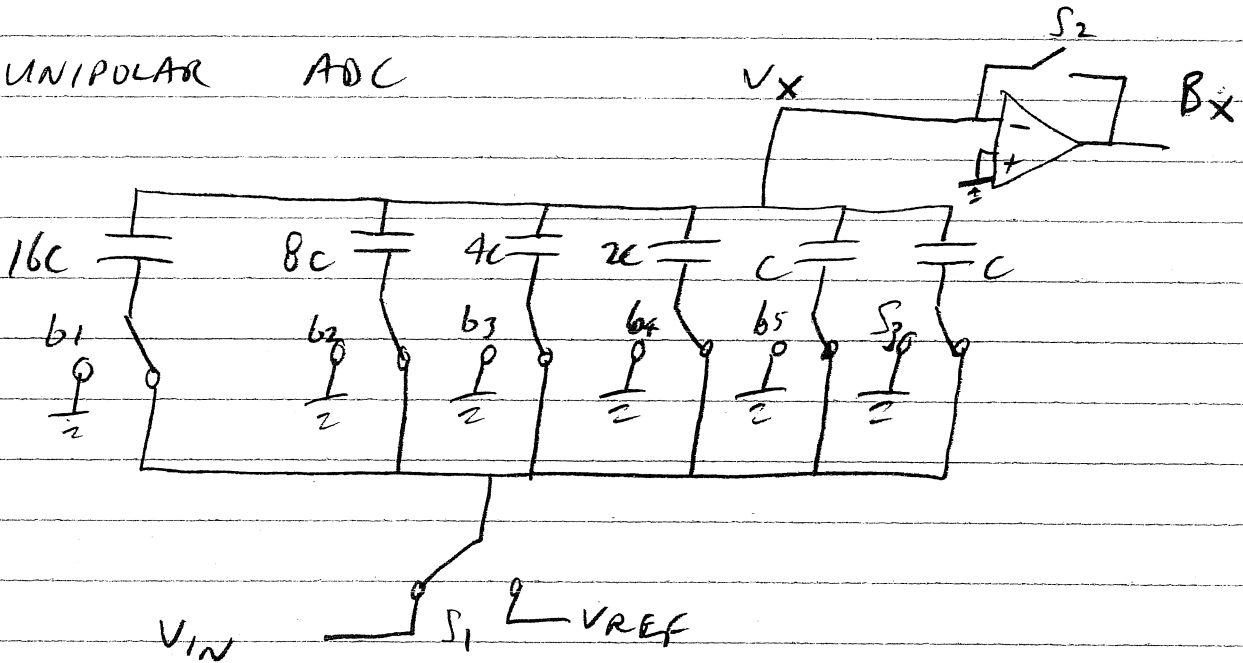 S2
UNIPOLAR ADC
VX
BX
-
+
16C 8C 4C 2C C C
b1 b2 b3 b4 b5 S3
VIN S1 VREF